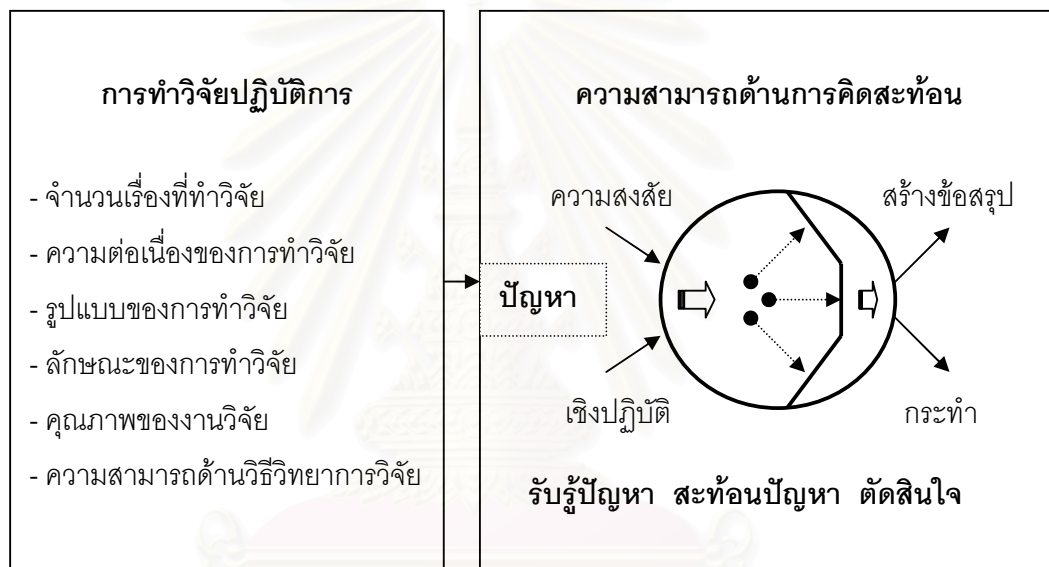 การทำวิจัยปฏิบัติการ
- จำนวนเรื่องที่ทำวิจัย
- ความต่อเนื่องของการทำวิจัย
- รูปแบบของการทำวิจัย
- ลักษณะของการทำวิจัย
- คุณภาพของงานวิจัย
- ความสามารถด้านวิธีวิทยาการวิจัย
ความสามารถด้านการคิดสะท้อน
ความสงสัย
สร้างข้อสรุป
ปัญหา
เชิงปฏิบัติ
กระทำ
รับรู้ปัญหา สะท้อนปัญหา ตัดสินใจ